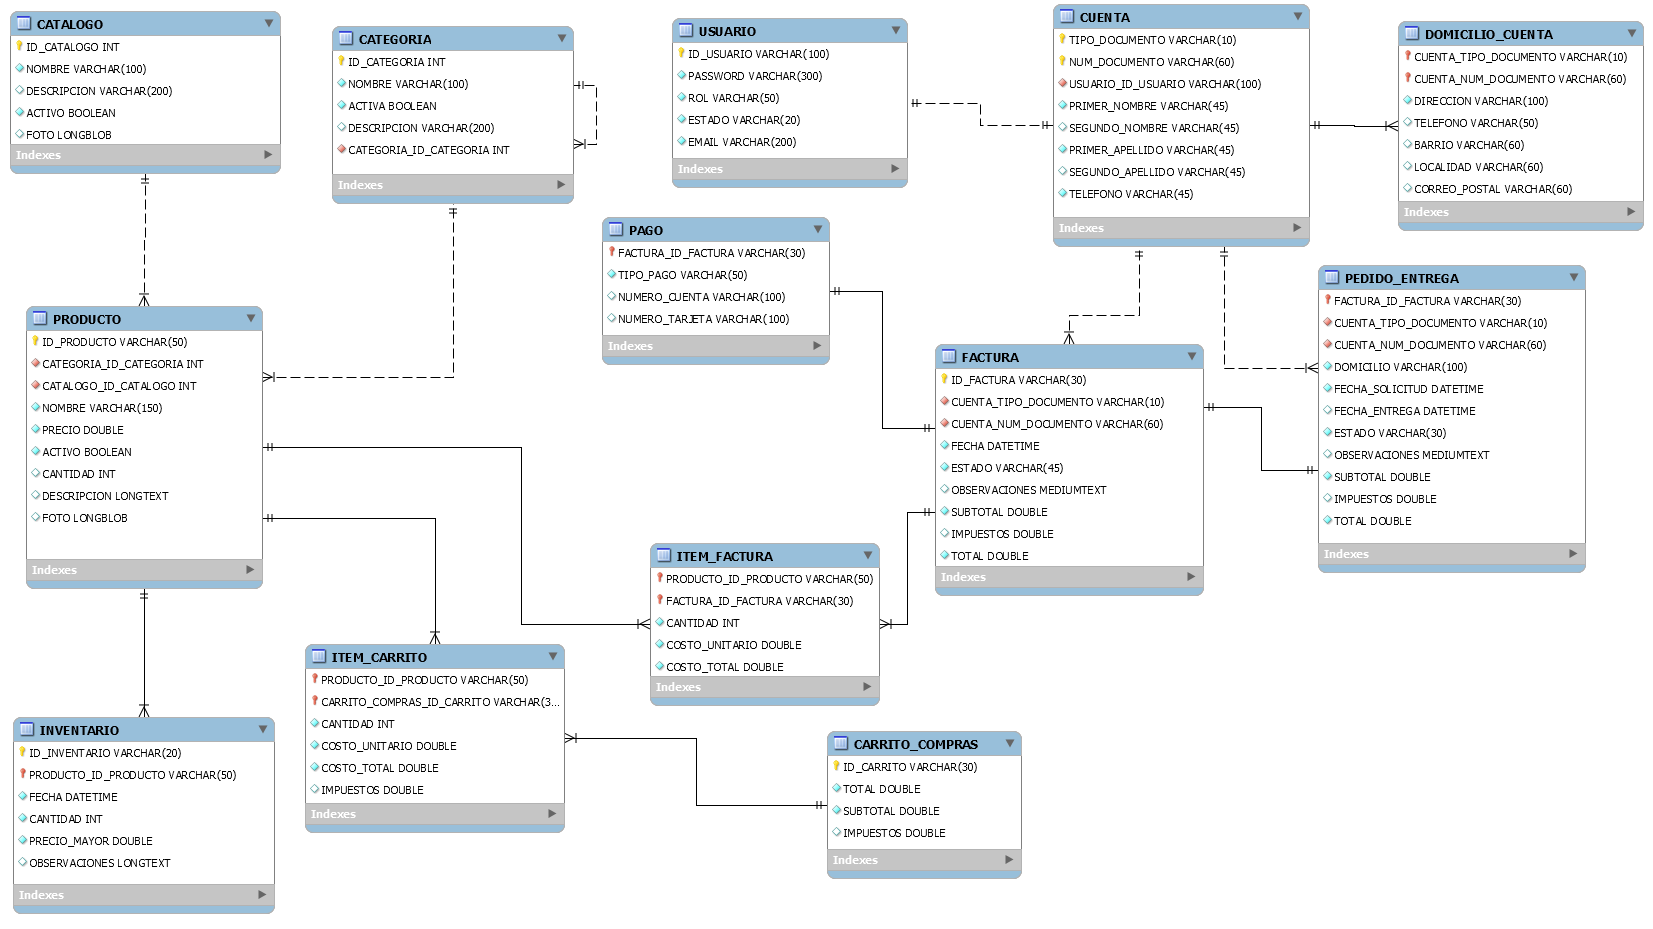 CATALOGO
ID_CATALOGO INT
NOMBRE VARCHAR(100)
DESCRIPCION VARCHAR(200)
ACTIVO BOOLEAN
FOTO LONGBLOB
Indexes
CATEGORIA
ID_CATEGORIA INT
NOMBRE VARCHAR(100)
ACTIVA BOOLEAN
DESCRIPCION VARCHAR(200)
CATEGORIA_ID_CATEGORIA INT
Indexes
USUARIO
ID_USUARIO VARCHAR(100)
PASSWORD VARCHAR(300)
ROL VARCHAR(50)
ESTADO VARCHAR(20)
EMAIL VARCHAR(200)
Indexes
CUENTA
TIPO_DOCUMENTO VARCHAR(10)
NUM_DOCUMENTO VARCHAR(60)
USUARIO_ID_USUARIO VARCHAR(100)
PRIMER_NOMBRE VARCHAR(45)
SEGUNDO_NOMBRE VARCHAR(45)
PRIMER_APELLIDO VARCHAR(45)
SEGUNDO_APELLIDO VARCHAR(45)
TELEFONO VARCHAR(45)
Indexes
DOMICILIO_CUENTA
CUENTA_TIPO_DOCUMENTO VARCHAR(10)
CUENTA_NUM_DOCUMENTO VARCHAR(60)
DIRECCION VARCHAR(100)
TELEFONO VARCHAR(50)
BARRIO VARCHAR(60)
LOCALIDAD VARCHAR(60)
CORREO_POSTAL VARCHAR(60)
Indexes
PAGO
FACTURA_ID_FACTURA VARCHAR(30)
TIPO_PAGO VARCHAR(50)
NUMERO_CUENTA VARCHAR(100)
NUMERO_TARJETA VARCHAR(100)
Indexes
PEDIDO_ENTREGA
FACTURA_ID_FACTURA VARCHAR(30)
CUENTA_TIPO_DOCUMENTO VARCHAR(10)
CUENTA_NUM_DOCUMENTO VARCHAR(60)
DOMICILIO VARCHAR(100)
FECHA_SOLICITUD DATETIME
FECHA_ENTREGA DATETIME
ESTADO VARCHAR(30)
OBSERVACIONES MEDIUMTEXT
SUBTOTAL DOUBLE
IMPUESTOS DOUBLE
TOTAL DOUBLE
Indexes
PRODUCTO
ID_PRODUCTO VARCHAR(50)
CATEGORIA_ID_CATEGORIA INT
CATALOGO_ID_CATALOGO INT
NOMBRE VARCHAR(150)
PRECIO DOUBLE
ACTIVO BOOLEAN
CANTIDAD INT
DESCRIPCION LONGTEXT
FOTO LONGBLOB
Indexes
FACTURA
ID_FACTURA VARCHAR(30)
CUENTA_TIPO_DOCUMENTO VARCHAR(10)
CUENTA_NUM_DOCUMENTO VARCHAR(60)
FECHA DATETIME
ESTADO VARCHAR(45)
OBSERVACIONES MEDIUMTEXT
SUBTOTAL DOUBLE
IMPUESTOS DOUBLE
TOTAL DOUBLE
Indexes
ITEM_FACTURA
PRODUCTO_ID_PRODUCTO VARCHAR(50)
FACTURA_ID_FACTURA VARCHAR(30)
CANTIDAD INT
COSTO_UNITARIO DOUBLE
COSTO_TOTAL DOUBLE
Indexes
ITEM_CARRITO
PRODUCTO_ID_PRODUCTO VARCHAR(50)
CARRITO_COMPRAS_ID_CARRITO VARCHAR(3...
CANTIDAD INT
COSTO_UNITARIO DOUBLE
COSTO_TOTAL DOUBLE
IMPUESTOS DOUBLE
Indexes
INVENTARIO
ID_INVENTARIO VARCHAR(20)
PRODUCTO_ID_PRODUCTO VARCHAR(50)
FECHA DATETIME
CANTIDAD INT
PRECIO_MAYOR DOUBLE
OBSERVACIONES LONGTEXT
Indexes
CARRITO_COMPRAS
ID_CARRITO VARCHAR(30)
TOTAL DOUBLE
SUBTOTAL DOUBLE
IMPUESTOS DOUBLE
Indexes